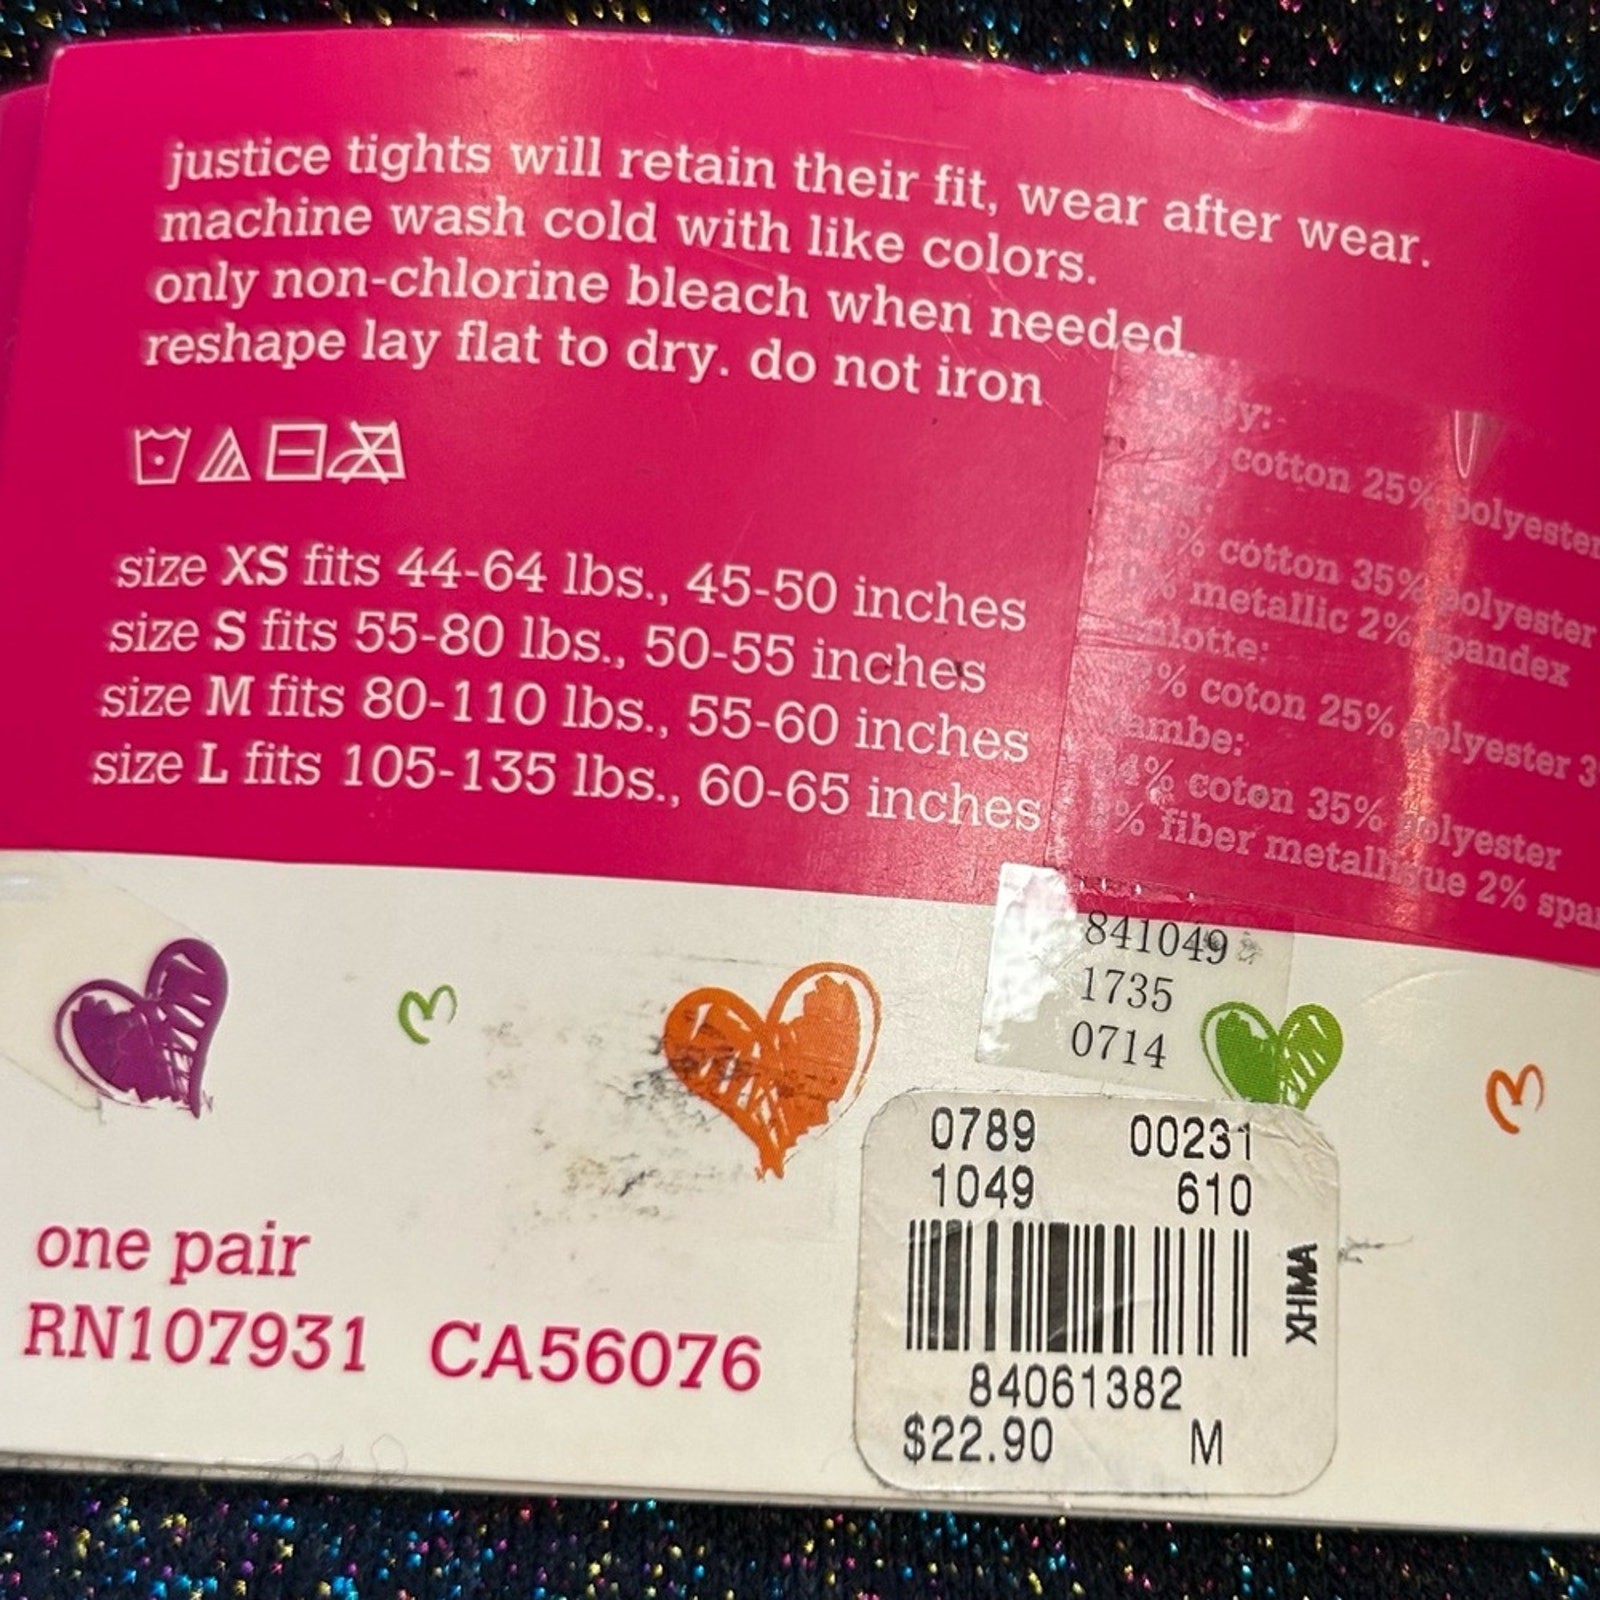 justice tights will retain their fit, wear after wear.
machine wash cold with like colors.
only non-chlorine bleach when needed.
reshape lay flat to dry. do not iron
size XS fits 44-64 lbs., 45-50 inches
size S fits 55-80 lbs., 50-55 inches
size M fits 80-110 lbs., 55-60 inches
size L fits 105-135 lbs., 60-65 inches
cotton 25% polyester
% cotton 35% polyester
% metallic 2% spandex
% coton 25% polyester 3
jambe:
% coton 35% polyester
% fiber metallique 2%
841049
1735
0714
0789 00231
1049 610
XHMA
84061382
$22.90 M
one pair
RN107931 CA56076